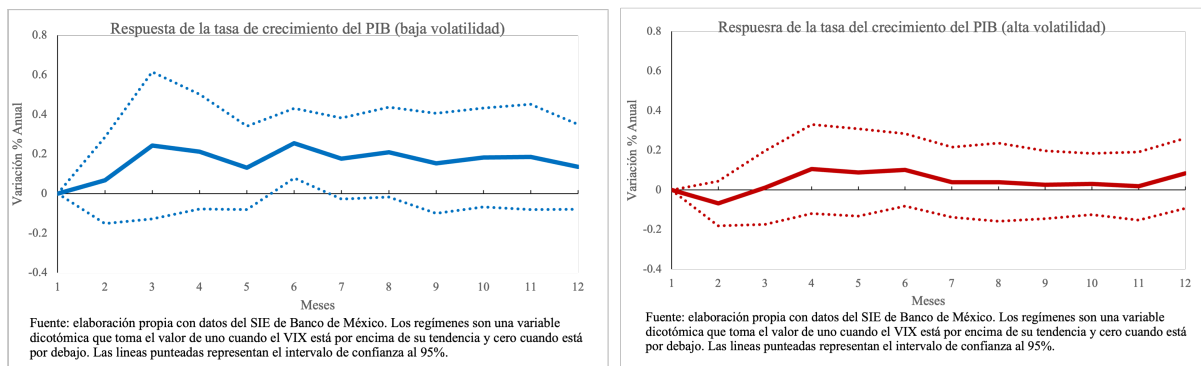 Respuesta de la tasa de crecimiento del PIB (baja volatilidad)
Variación % Anual
0.8
0.6
0.4
0.2
0
-0.2
-0.4
1 2 3 4 5 6 7 8 9 10 11 12
Meses
Fuente: elaboración propia con datos del SIE de Banco de México. Los regímenes son una variable
dicotómica que toma el valor de uno cuando el VIX está por encima de su tendencia y cero cuando está
por debajo. Las lineas punteadas representan el intervalo de confianza al 95%.
Respuesra de la tasa del crecimiento del PIB (alta volatilidad)
Variación % Anual
0.8
0.6
0.4
0.2
0
-0.2
-0.4
1 2 3 4 5 6 7 8 9 10 11 12
Meses
Fuente: elaboración propia con datos del SIE de Banco de México. Los regímenes son una variable
dicotómica que toma el valor de uno cuando el VIX está por encima de su tendencia y cero cuando está
por debajo. Las lineas punteadas representan el intervalo de confianza al 95%.